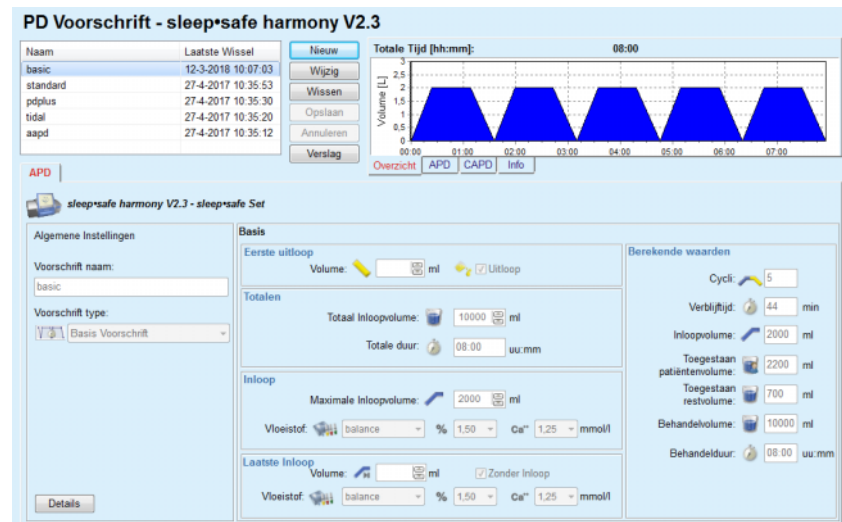 PD Voorschrift - sleep•safe harmony V2.3
Naam Laatste Wissel
basic 12-3-2018 10:07:03
standard 27-4-2017 10:35:53
pdplus 27-4-2017 10:35:30
tidal 27-4-2017 10:35:20
aapd 27-4-2017 10:35:12
Nieuw
Wijzig
Wissen
Opslaan
Annuleren
Verslag
Totale Tijd [hh:mm]: 08:00
Volume [L]
3
2,5
2
1,5
1
0,5
0
00:00 01:00 02:00 03:00 04:00 05:00 06:00 07:00
Overzicht APD CAPD Info
APD
sleep•safe harmony V2.3 - sleep•safe Set
Algemene Instellingen
Voorschrift naam:
basic
Voorschrift type:
Basis Voorschrift
Details
Basis
Eerste uitloop
Volume: ml Uitloop
Totalen
Totaal Inloopvolume: 10000 ml
Totale duur: 08:00 uu:mm
Inloop
Maximale Inloopvolume: 2000 ml
Vloeistof: balance % 1,50 Ca++ 1,25 mmol/l
Laatste Inloop
Volume: ml Zonder Inloop
Vloeistof: balance % 1,50 Ca++ 1,25 mmol/l
Berekende waarden
Cycli: 5
Verblijftijd: 44 min
Inloopvolume: 2000 ml
Toegestaan
patiëntenvolume: 2200 ml
Toegestaan
restvolume: 700 ml
Behandelvolume: 10000 ml
Behandelduur: 08:00 uu:mm